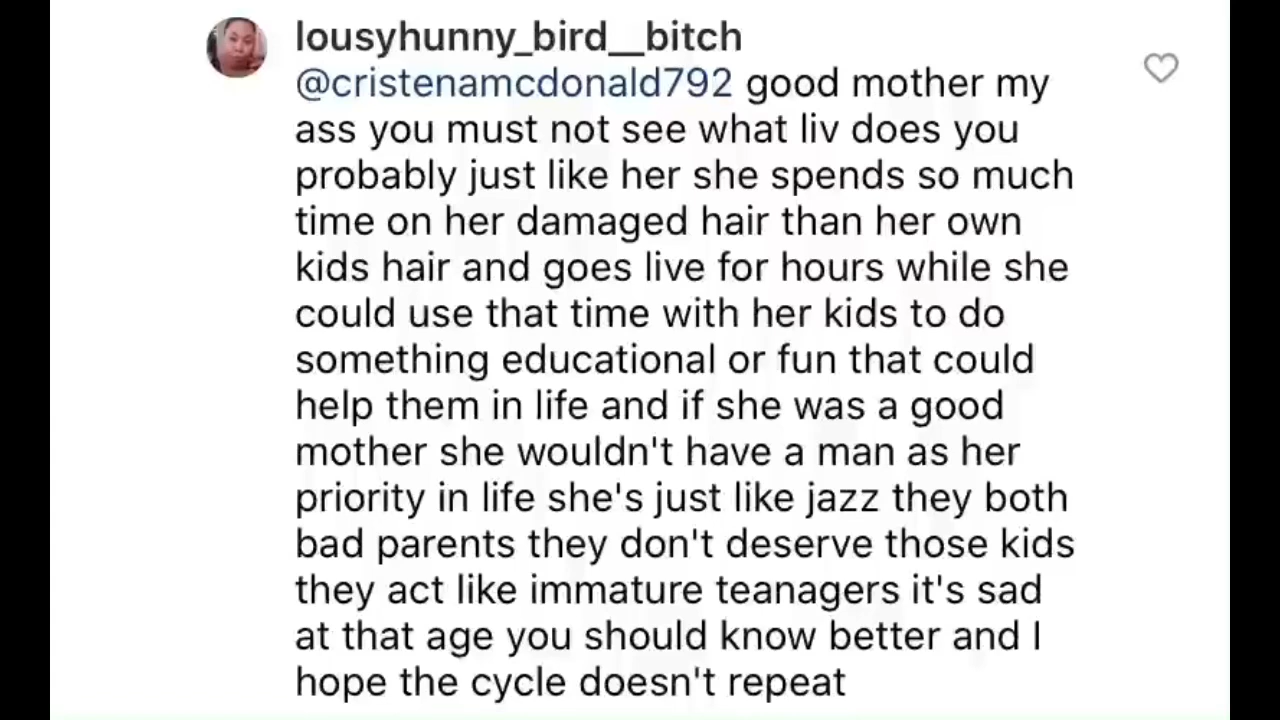 lousyhunny_bird__bitch
@cristenamcdonald792 good mother my
ass you must not see what liv does you
probably just like her she spends so much
time on her damaged hair than her own
kids hair and goes live for hours while she
could use that time with her kids to do
something educational or fun that could
help them in life and if she was a good
mother she wouldn't have a man as her
priority in life she's just like jazz they both
bad parents they don't deserve those kids
they act like immature teanagers it's sad
at that age you should know better and I
hope the cycle doesn't repeat